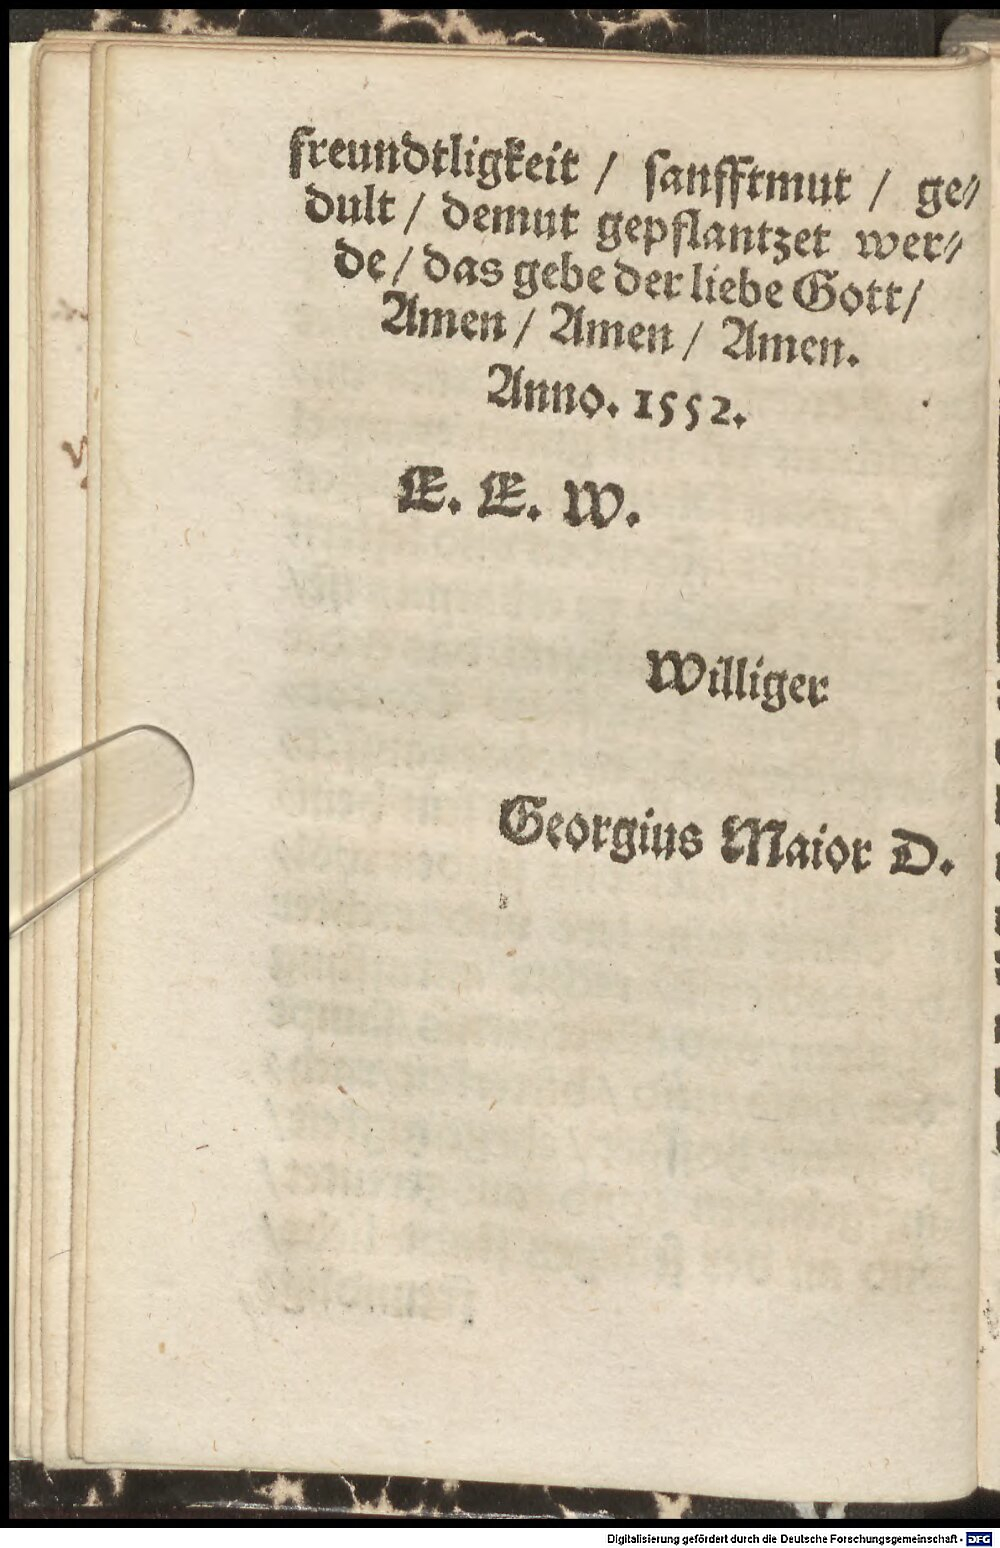 freundtligkeit / sanfftmut / ge⸗
dult / demut gepflantzet wer⸗
de / das gebe der liebe Gott /
Amen / Amen / Amen.
Anno. 1552.
E. E. W.
Williger
Georgius Maior D.
Digitalisierung gefördert durch die Deutsche Forschungsgemeinschaft - DFG